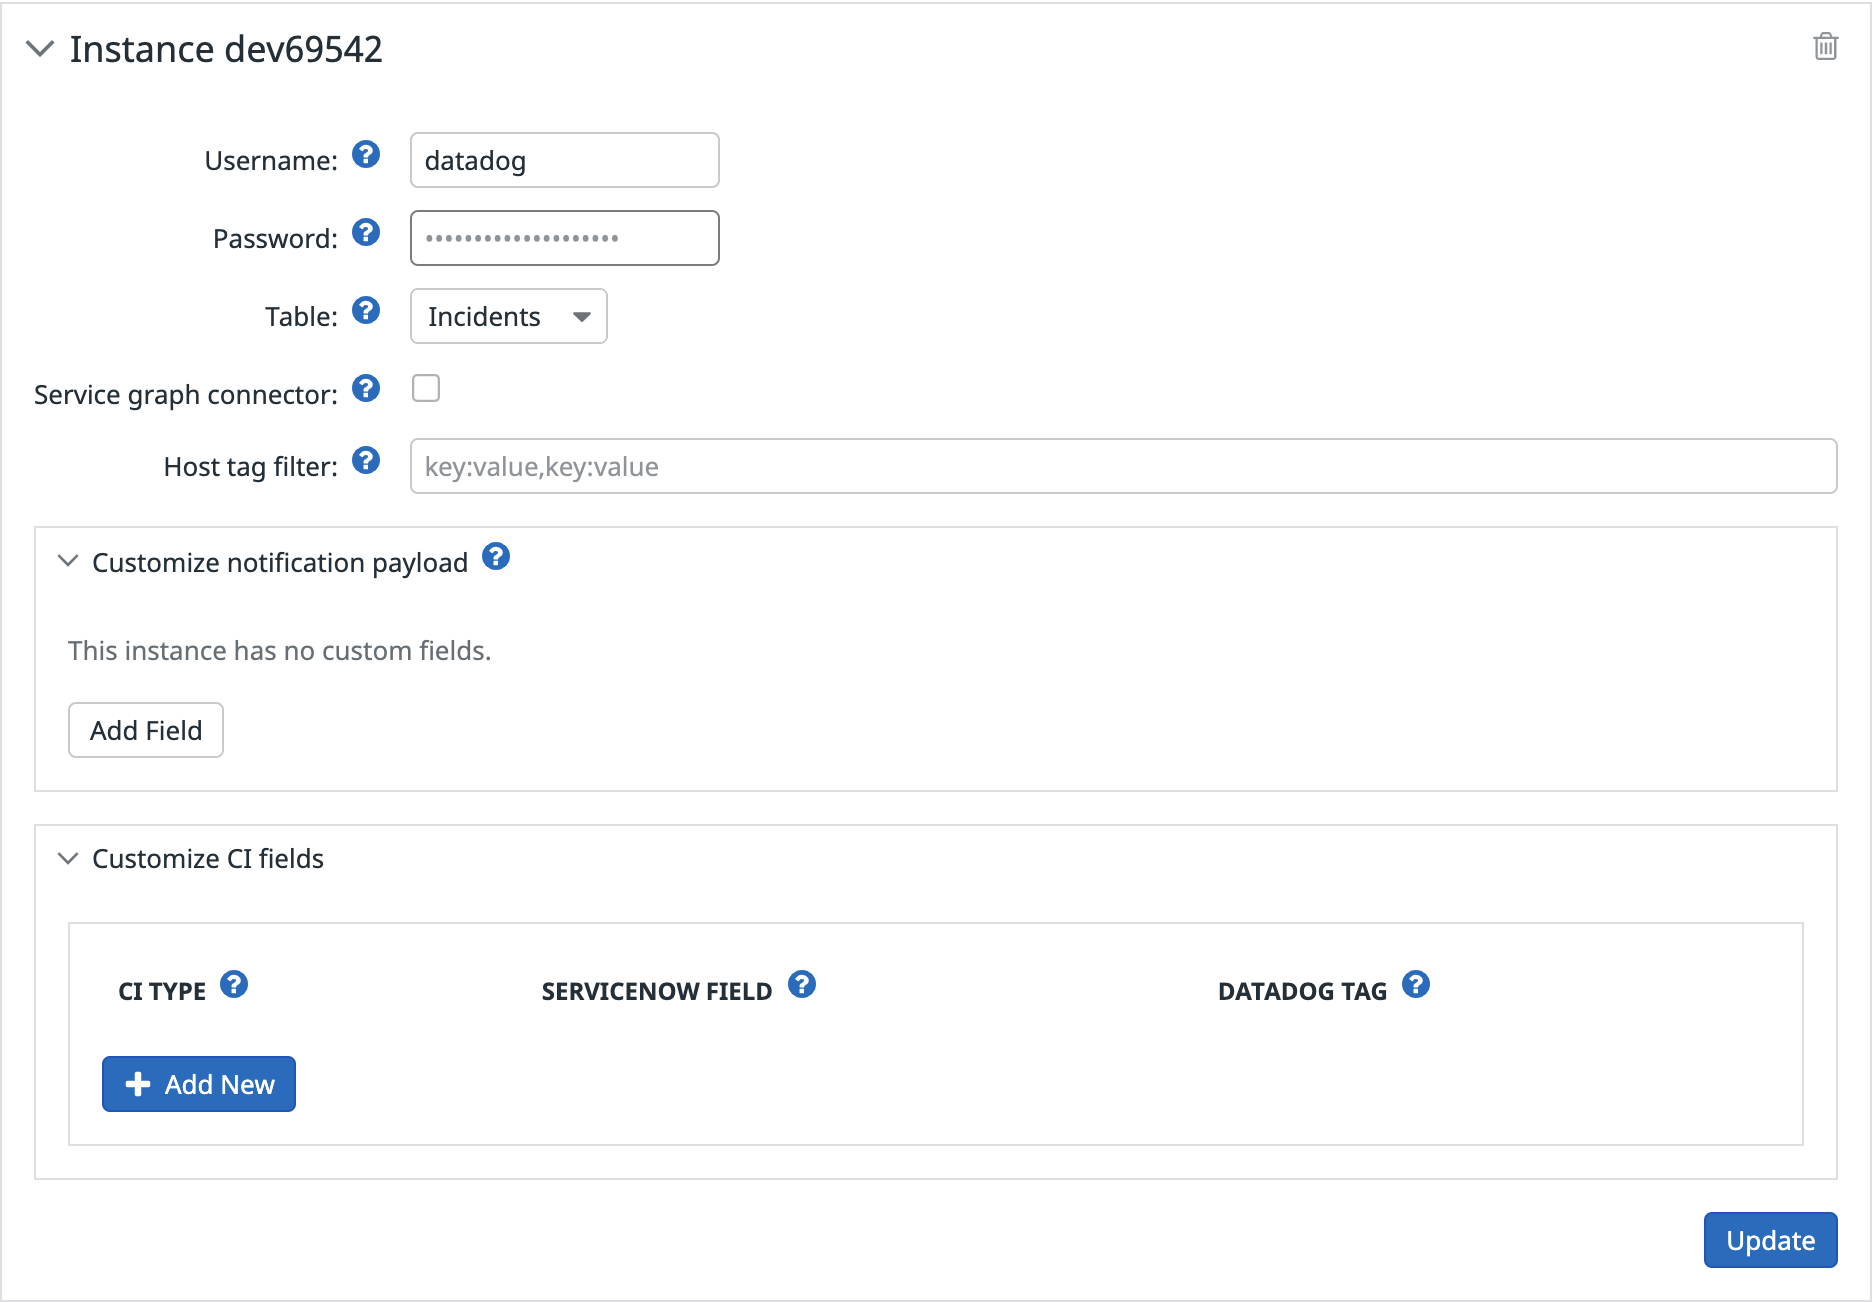 Instance dev69542
Username: ? datadog
Password: ? ••••••••••••••••••••
Table: ? Incidents
Service graph connector: ?
Host tag filter: ? key:value,key:value
Customize notification payload ?
This instance has no custom fields.
Add Field
Customize CI fields
CI TYPE ? SERVICENOW FIELD ? DATADOG TAG ?
+ Add New
Update